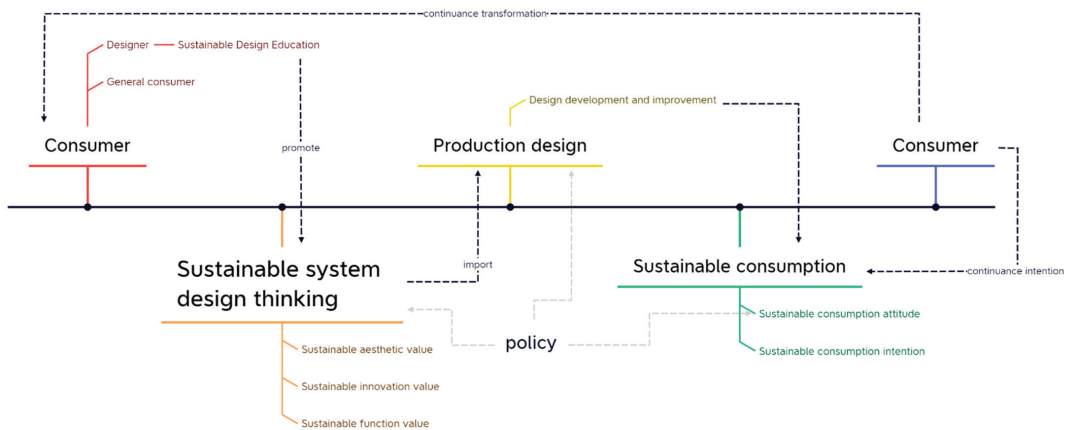 continuance transformation
Designer
Sustainable Design Education
General consumer
Design development and improvement
Consumer
promote
Production design
Consumer
Sustainable system
design thinking
import
Sustainable consumption
continuance intention
policy
Sustainable consumption attitude
Sustainable aesthetic value
Sustainable consumption intention
Sustainable innovation value
Sustainable function value